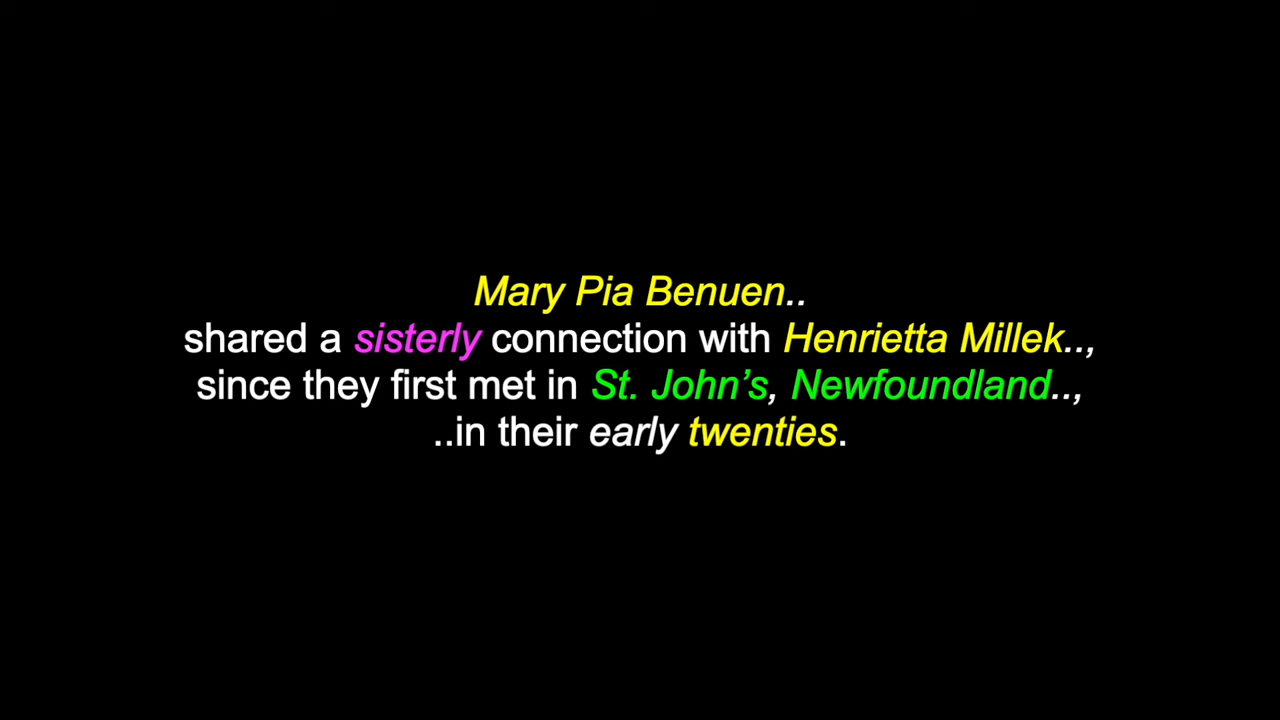 Mary Pia Benuen..
shared a sisterly connection with Henrietta Millek..,
since they first met in St. John’s, Newfoundland..,
..in their early twenties.